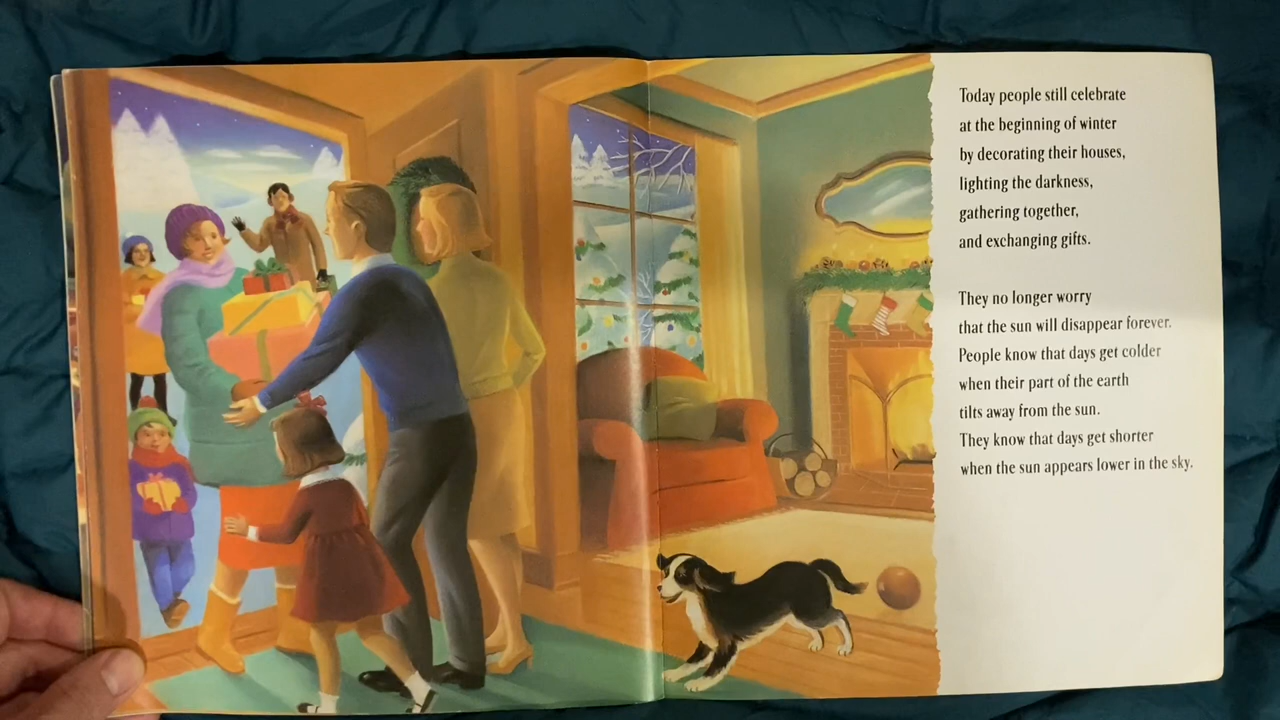 Today people still celebrate
at the beginning of winter
by decorating their houses,
lighting the darkness,
gathering together,
and exchanging gifts.
They no longer worry
that the sun will disappear forever.
People know that days get colder
when their part of the earth
tilts away from the sun.
They know that days get shorter
when the sun appears lower in the sky.